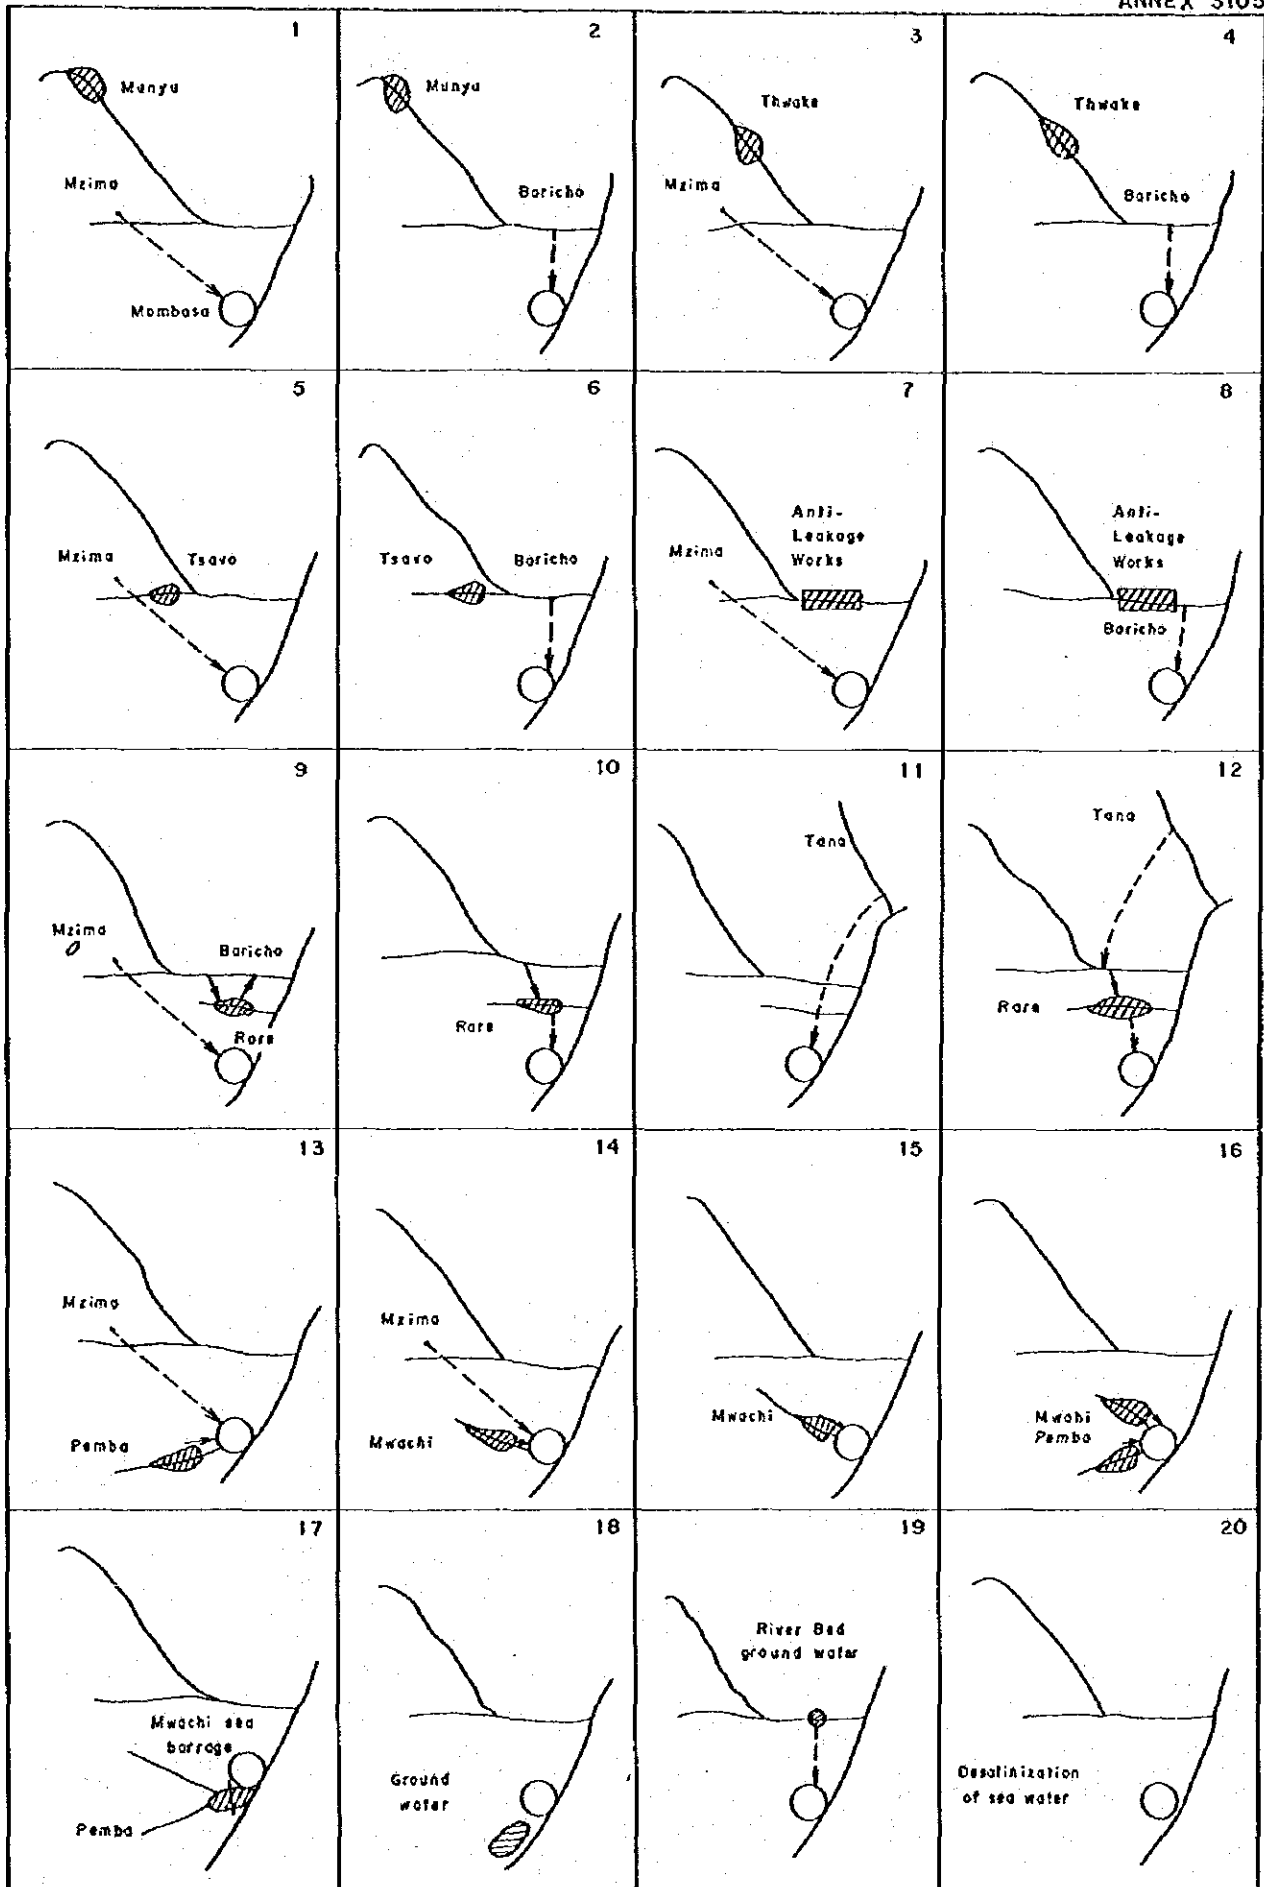 ANNEX 3105
1
Munyu
Mzima
Mombasa
2
Munyu
Baricho
3
Thwake
Mzima
4
Thwake
Baricho
5
Mzima
Tsavo
6
Tsavo
Baricho
7
Anti-
Leakage
Works
Mzima
8
Anti-
Leakage
Works
Baricho
9
Mzima
Baricho
Rare
10
Rare
11
Tana
12
Tana
Rare
13
Mzima
Pemba
14
Mzima
Mwachi
15
Mwachi
16
Mwahi
Pemba
17
Mwachi sea
barrage
Pemba
18
Ground
water
19
River Bed
ground water
20
Desalinization
of sea water